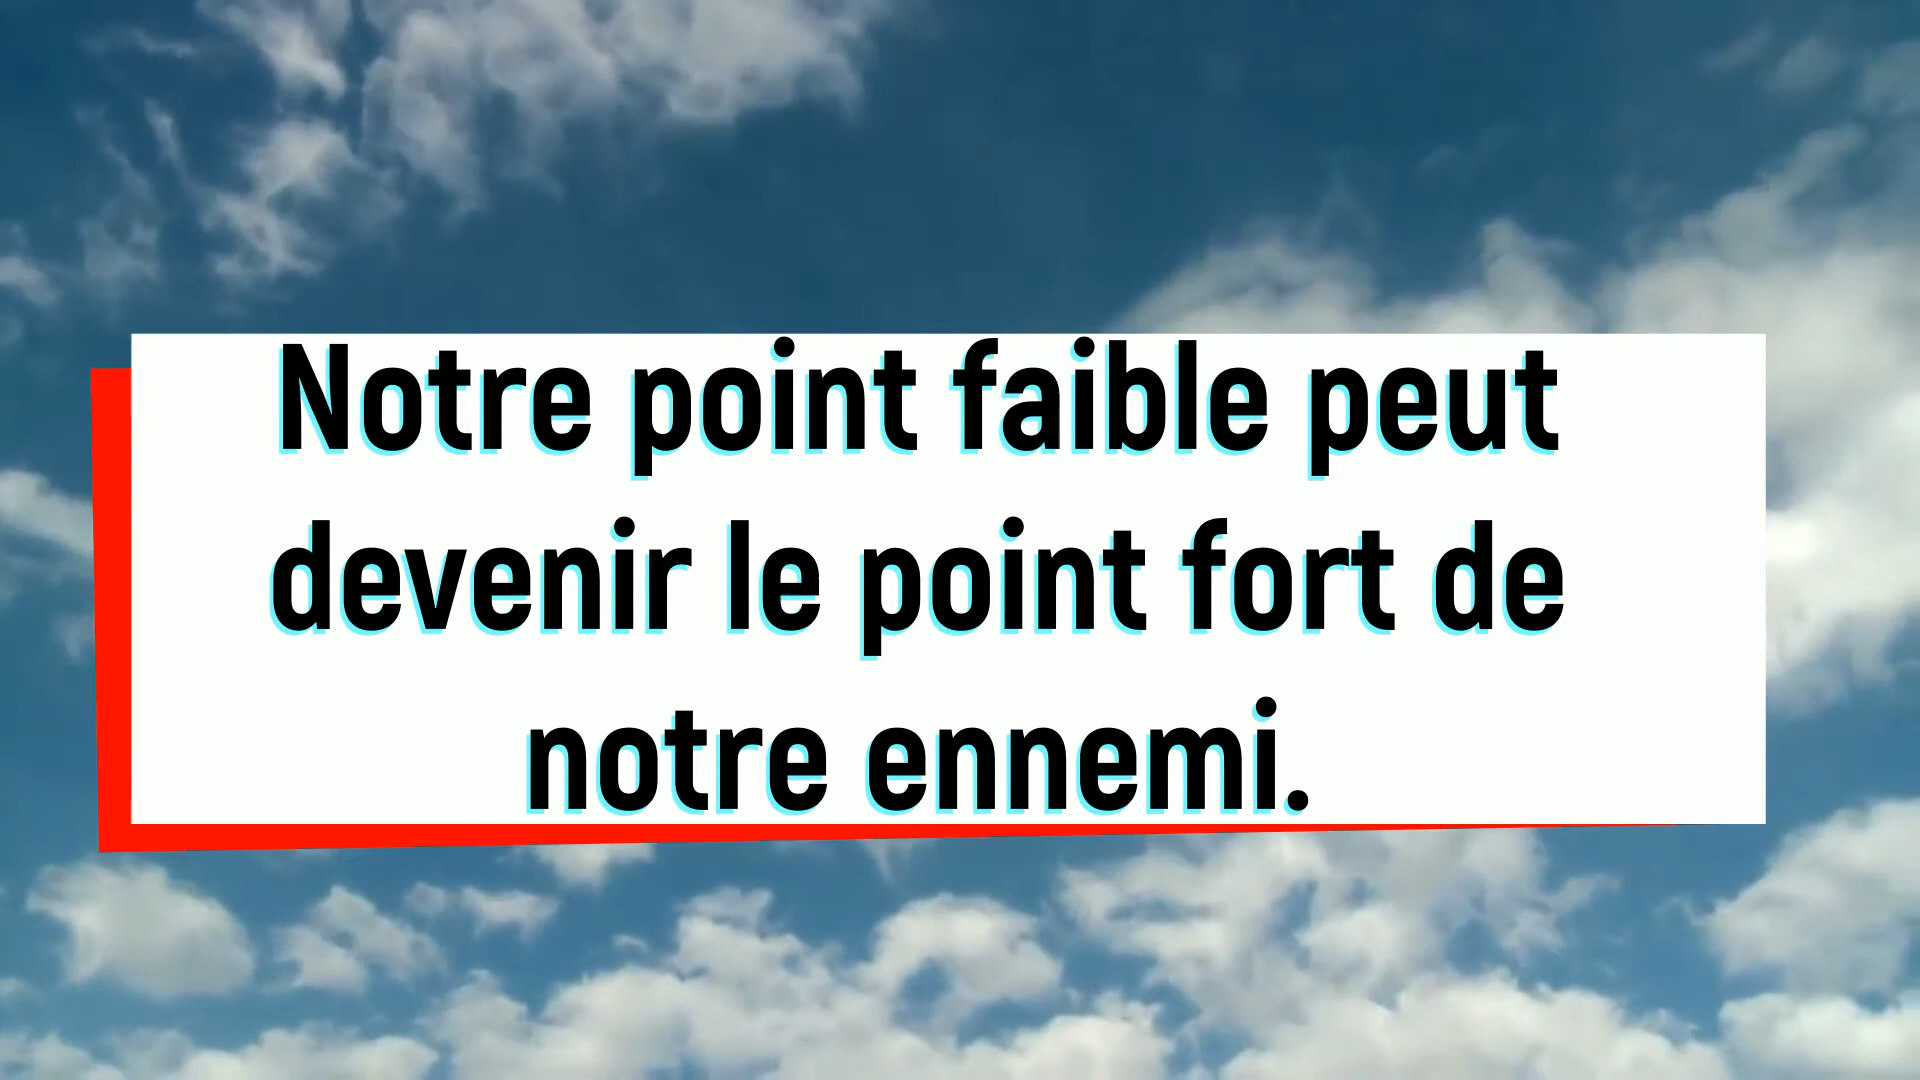 Notre point faible peut
devenir le point fort de
notre ennemi.